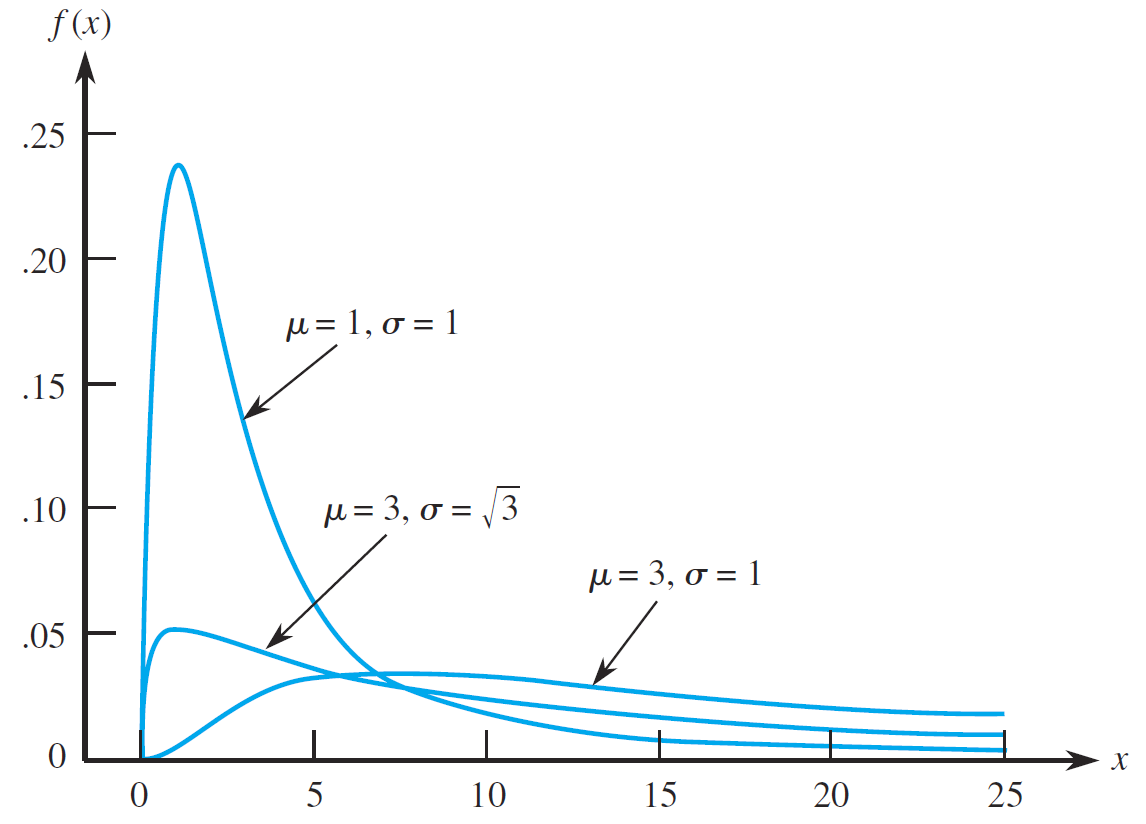 f (x)
.25
.20
μ = 1, σ = 1
.15
.10
μ = 3, σ = √3
μ = 3, σ = 1
.05
0
x
0 5 10 15 20 25